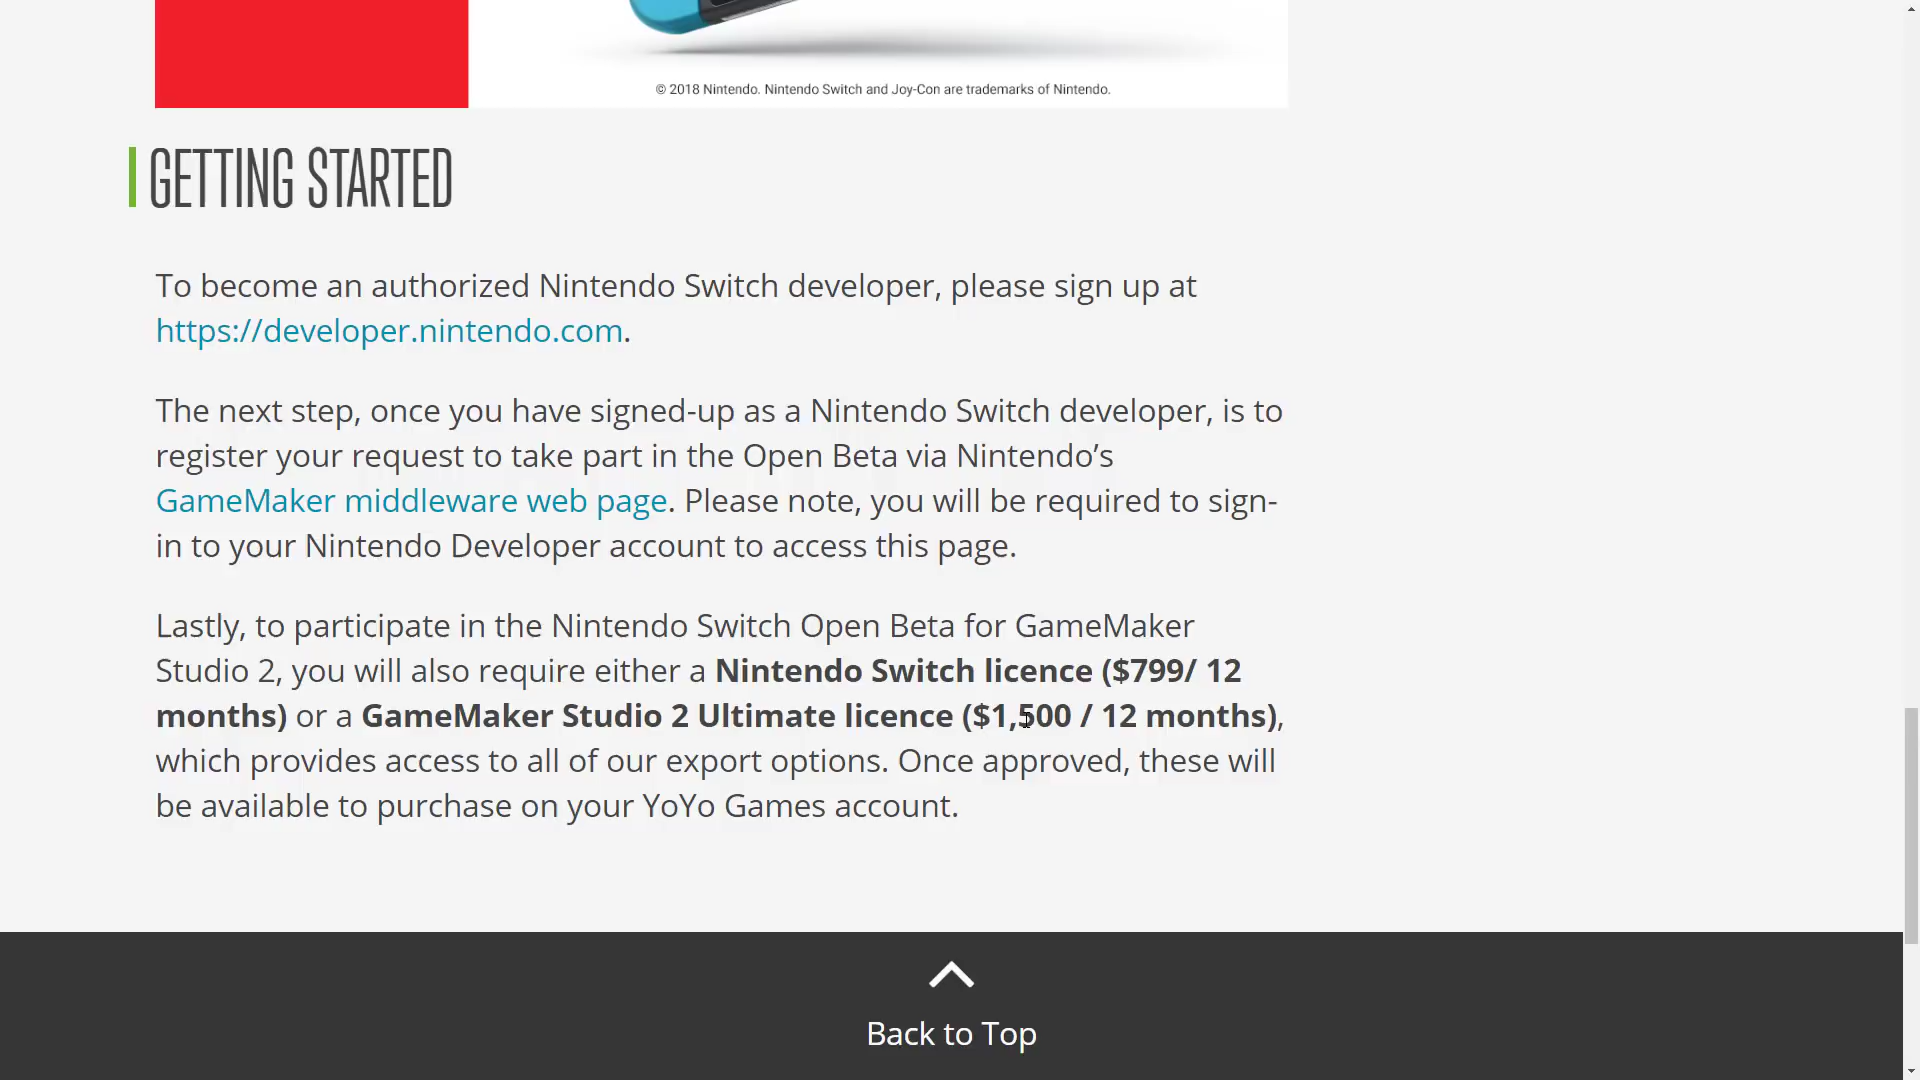 © 2018 Nintendo. Nintendo Switch and Joy-Con are trademarks of Nintendo.
GETTING STARTED
To become an authorized Nintendo Switch developer, please sign up at
https://developer.nintendo.com.
The next step, once you have signed-up as a Nintendo Switch developer, is to
register your request to take part in the Open Beta via Nintendo’s
GameMaker middleware web page. Please note, you will be required to sign-
in to your Nintendo Developer account to access this page.
Lastly, to participate in the Nintendo Switch Open Beta for GameMaker
Studio 2, you will also require either a Nintendo Switch licence ($799/ 12
months) or a GameMaker Studio 2 Ultimate licence ($1,500 / 12 months),
which provides access to all of our export options. Once approved, these will
be available to purchase on your YoYo Games account.
Back to Top